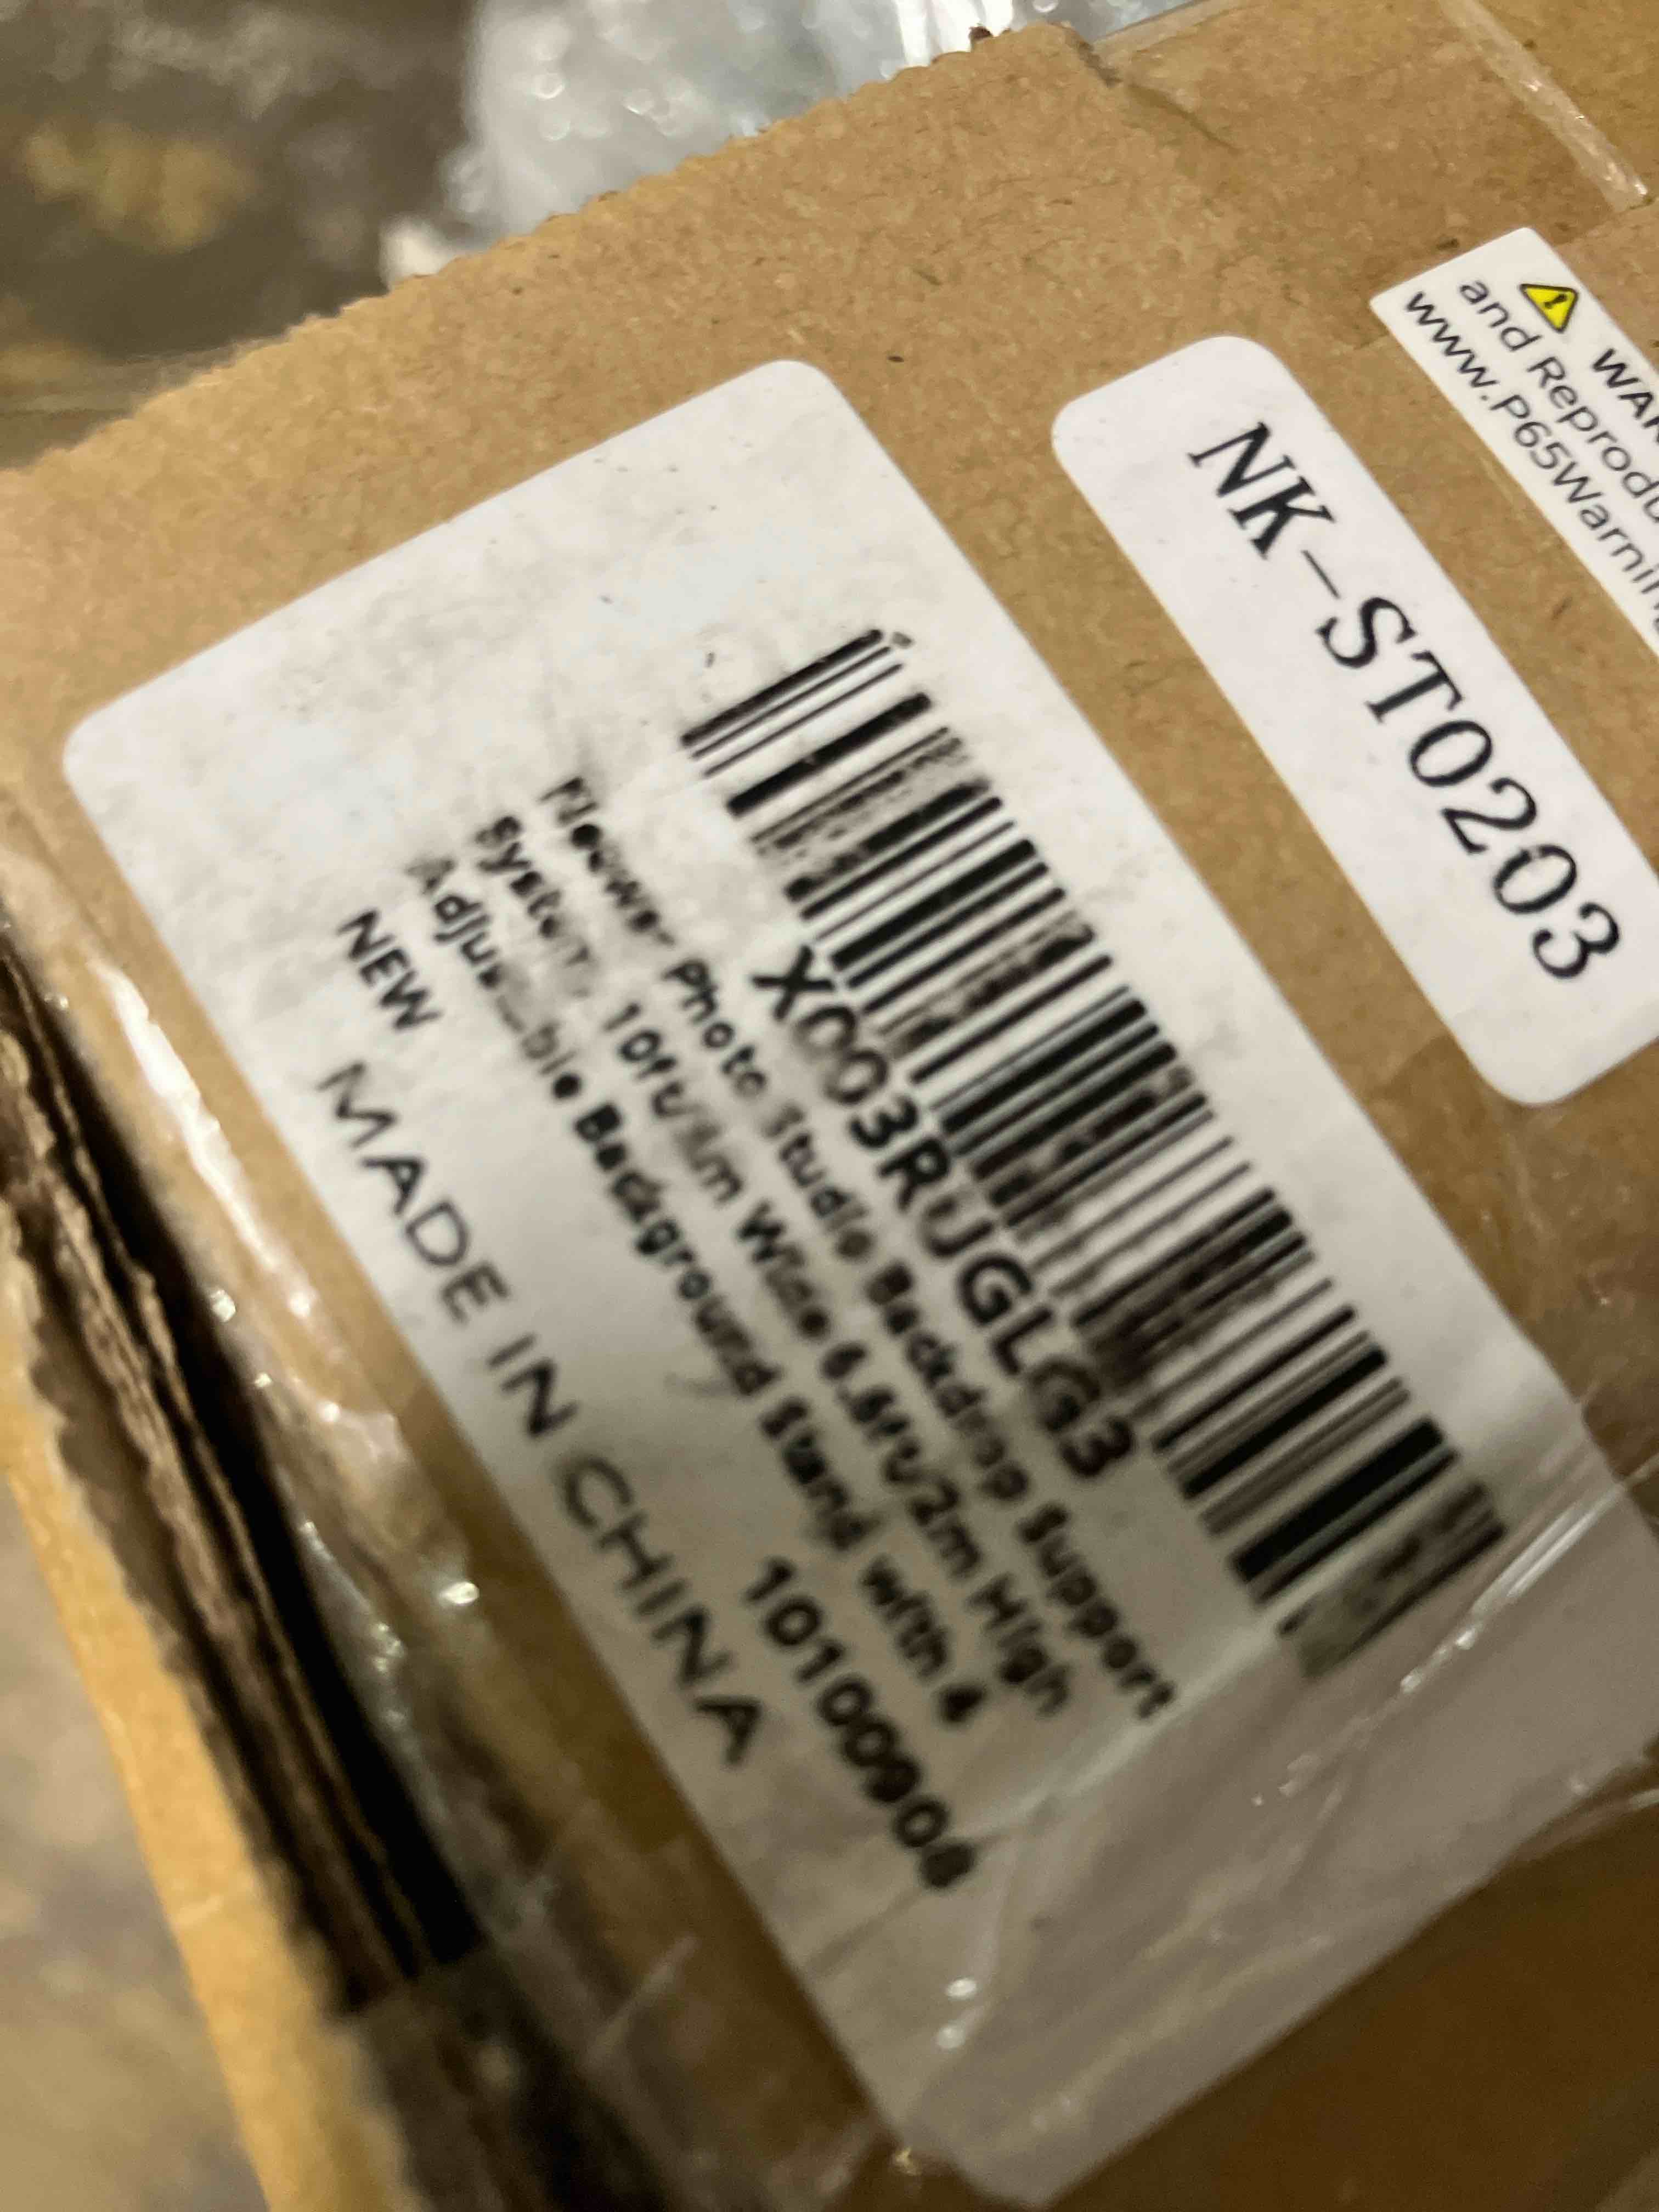 WAR
and Reprodu
www.P65Warnin
NK-ST0203
X003RUGLG3
Neewer Photo Studio Backdrop Support
System, 10ft/3m Wide 6.6ft/2m High
Adjustable Background Stand with 4
NEW
10100908
MADE IN CHINA